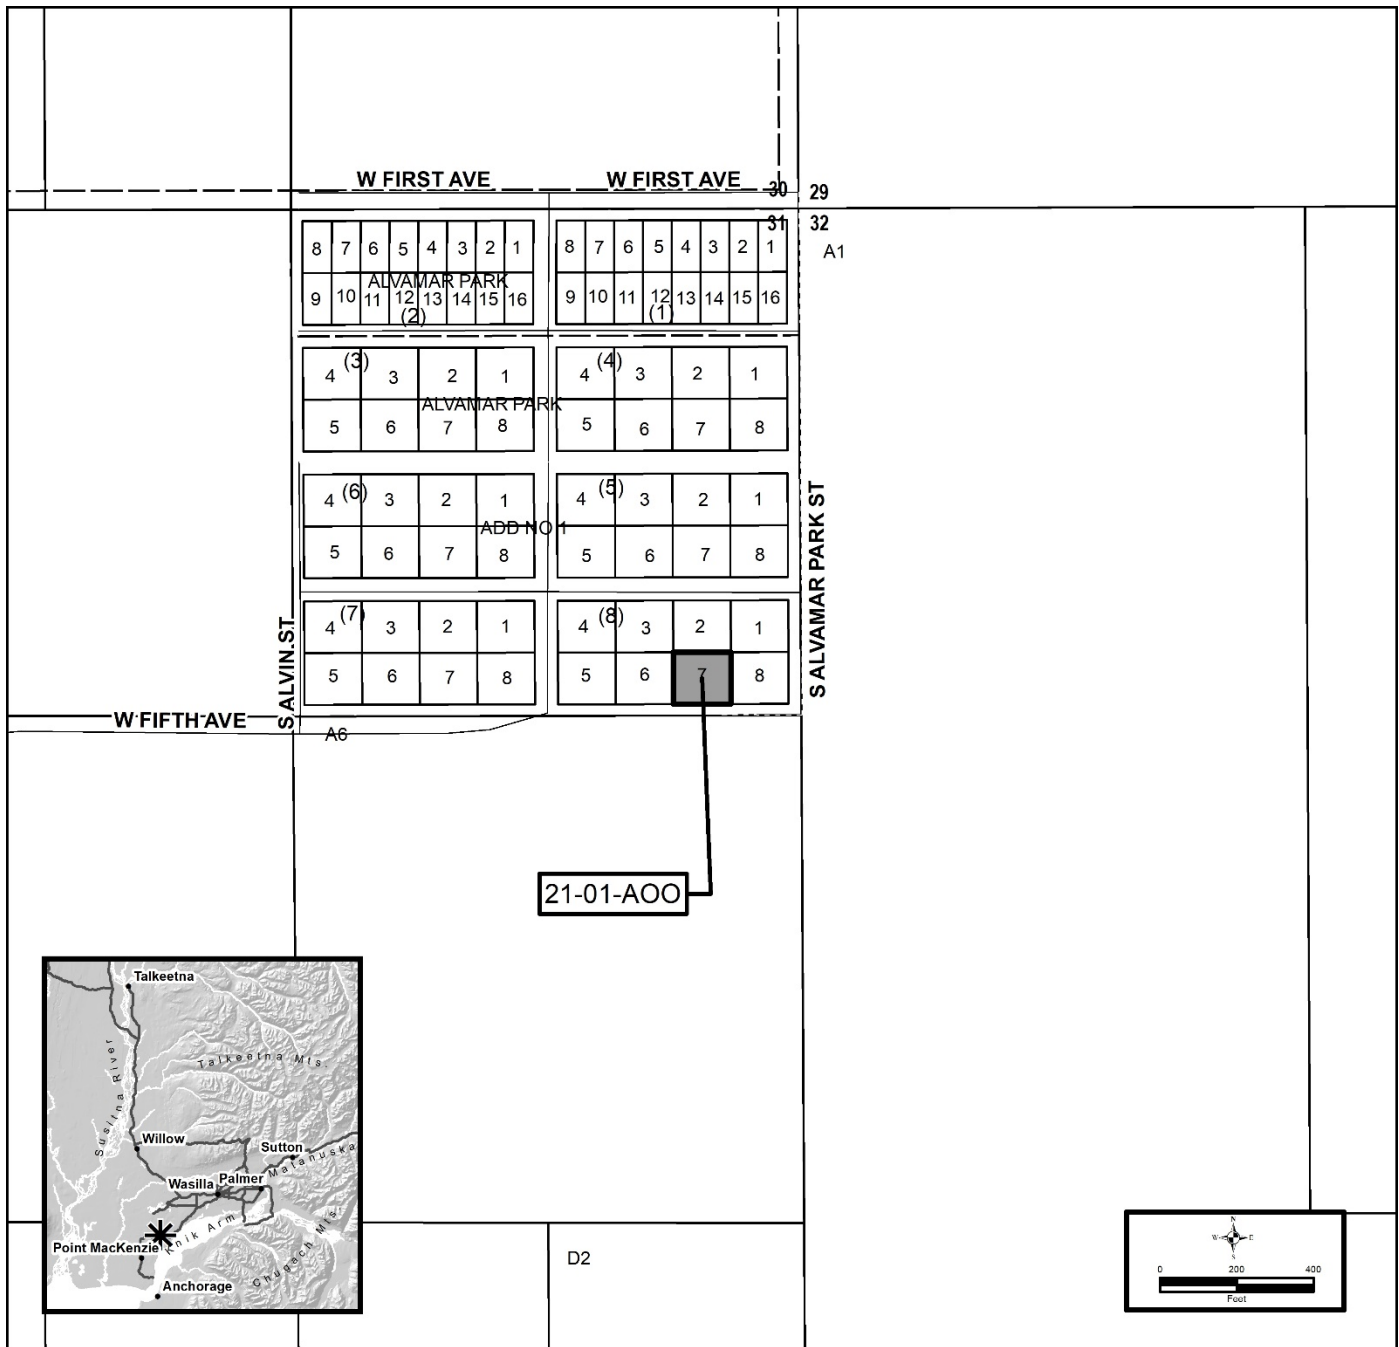 W FIRST AVE W FIRST AVE
30 29
31 32
A1
8 7 6 5 4 3 2 1 8 7 6 5 4 3 2 1
ALVAMAR PARK
9 10 11 12 13 14 15 16 9 10 11 12 13 14 15 16
(2) (1)
(3) (4)
4 3 2 1 4 3 2 1
ALVAMAR PARK
5 6 7 8 5 6 7 8
(6) (5)
4 3 2 1 4 3 2 1
ADD NO 1
5 6 7 8 5 6 7 8
(7) (8)
4 3 2 1 4 3 2 1
5 6 7 8 5 6 7 8
S ALVIN ST
S ALVAMAR PARK ST
W FIFTH AVE
A6
21-01-AOO
Talkeetna
Susitna River
Talkeetna Mts.
Willow
Sutton
Matanuska
Wasilla Palmer
Knik Arm
Point MacKenzie
Chugach Mts.
Anchorage
D2
N
W E
S
0 200 400
Feet